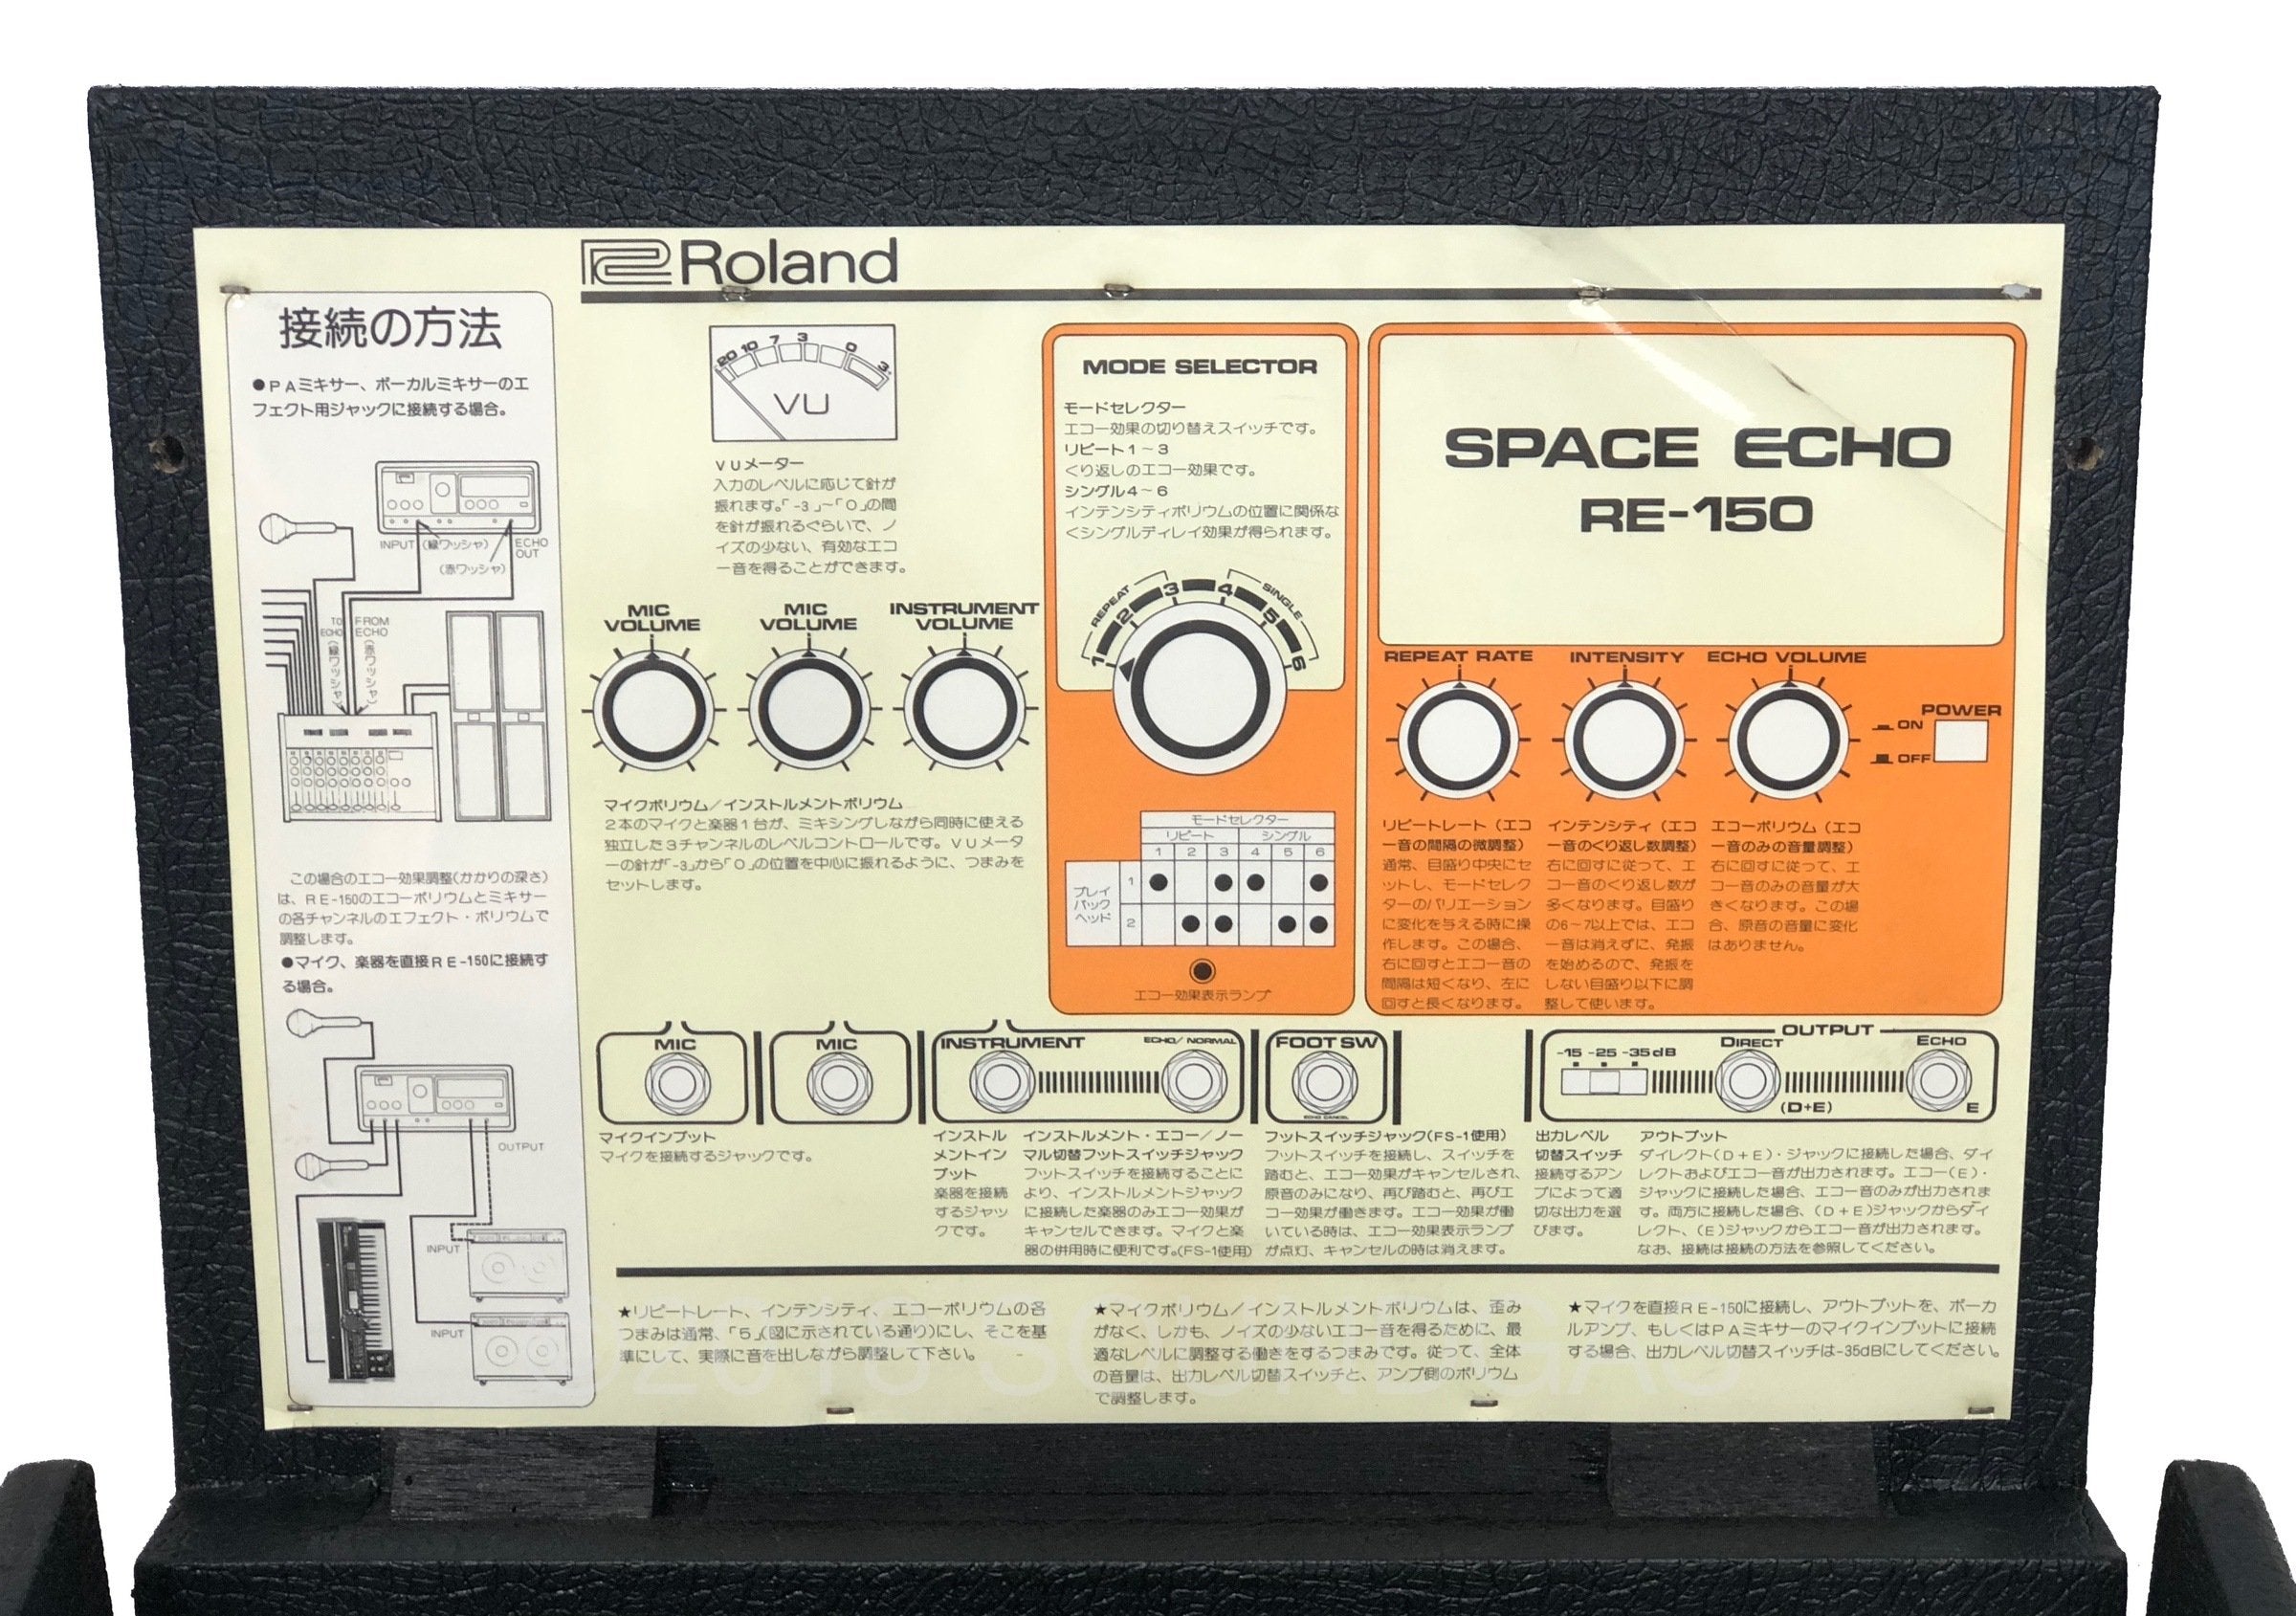 Roland
接続の方法
●PAミキサー、ボーカルミキサーのエ
フェクト用ジャックに接続する場合。
INPUT (緑ワッシャ)
ECHO
OUT
(赤ワッシャ)
TO
ECHO
(緑ワッシャ)
FROM
ECHO
(赤ワッシャ)
この場合のエコー効果調整(かかりの深さ)
は、RE-150のエコーボリウムとミキサー
の各チャンネルのエフェクト・ボリウムで
調整します。
●マイク、楽器を直接RE-150に接続す
る場合。
OUTPUT
INPUT
INPUT
20 10 7 3 0 3
VU
VUメーター
入力のレベルに応じて針が
振れます。「-3」~「0」の間
を針が振れるぐらいで、ノ
イズの少ない、有効なエコ
ー音を得ることができます。
MIC
VOLUME
MIC
VOLUME
INSTRUMENT
VOLUME
マイクボリウム/インストルメントボリウム
2本のマイクと楽器1台が、ミキシングしながら同時に使える
独立した3チャンネルのレベルコントロールです。VUメータ
ーの針が「-3」から「0」の位置を中心に振れるように、つまみを
セットします。
MODE SELECTOR
モードセレクター
エコー効果の切り替えスイッチです。
リピート1~3
くり返しのエコー効果です。
シングル4~6
インテンシティボリウムの位置に関係な
くシングルディレイ効果が得られます。
REPEAT
SINGLE
1 2 3 4 5 6
モードセレクター
リピート シングル
1 2 3 4 5 6
プレイ
バック
ヘッド
1
2
エコー効果表示ランプ
SPACE ECHO
RE-150
REPEAT RATE
INTENSITY
ECHO VOLUME
POWER
ON
OFF
リピートレート(エコ
ー音の間隔の微調整)
通常、目盛り中央にセ
ットし、モードセレク
ターのバリエーション
に変化を与える時に操
作します。この場合、
右に回すとエコー音の
間隔は短くなり、左に
回すと長くなります。
インテンシティ(エコ
ー音のくり返し数調整)
右に回すに従って、エ
コー音のくり返し数が
多くなります。目盛り
の6~7以上では、エコ
ー音は消えずに、発振
を始めるので、発振を
しない目盛り以下に調
整して使います。
エコーボリウム(エコ
ー音のみの音量調整)
右に回すに従って、エ
コー音のみの音量が大
きくなります。この場
合、原音の音量に変化
はありません。
MIC
MIC
INSTRUMENT
ECHO/ NORMAL
FOOT SW
ECHO CANCEL
OUTPUT
-15 -25 -35dB
DIRECT
(D+E)
ECHO
E
マイクインプット
マイクを接続するジャックです。
インストル
メントイン
プット
楽器を接続
するジャッ
クです。
インストルメント・エコー/ノー
マル切替フットスイッチジャック
フットスイッチを接続することに
より、インストルメントジャック
に接続した楽器のみエコー効果が
キャンセルできます。マイクと楽
器の併用時に便利です。(FS-1使用)
フットスイッチジャック(FS-1使用)
フットスイッチを接続し、スイッチを
踏むと、エコー効果がキャンセルされ、
原音のみになり、再び踏むと、再びエ
コー効果が働きます。エコー効果が働
いている時は、エコー効果表示ランプ
が点灯、キャンセルの時は消えます。
出力レベル
切替スイッチ
接続するアン
プによって適
切な出力を選
びます。
アウトプット
ダイレクト(D+E)・ジャックに接続した場合、ダイ
レクトおよびエコー音が出力されます。エコー(E)・
ジャックに接続した場合、エコー音のみが出力されま
す。両方に接続した場合、(D+E)ジャックからダイ
レクト、(E)ジャックからエコー音が出力されます。
なお、接続は接続の方法を参照してください。
★リピートレート、インテンシティ、エコーボリウムの各
つまみは通常、「5」(図に示されている通り)にし、そこを基
準にして、実際に音を出しながら調整して下さい。
★マイクボリウム/インストルメントボリウムは、歪み
がなく、しかも、ノイズの少ないエコー音を得るために、最
適なレベルに調整する働きをするつまみです。従って、全体
の音量は、出力レベル切替スイッチと、アンプ側のボリウム
で調整します。
★マイクを直接RE-150に接続し、アウトプットを、ボーカ
ルアンプ、もしくはPAミキサーのマイクインプットに接続
する場合、出力レベル切替スイッチは-35dBにしてください。